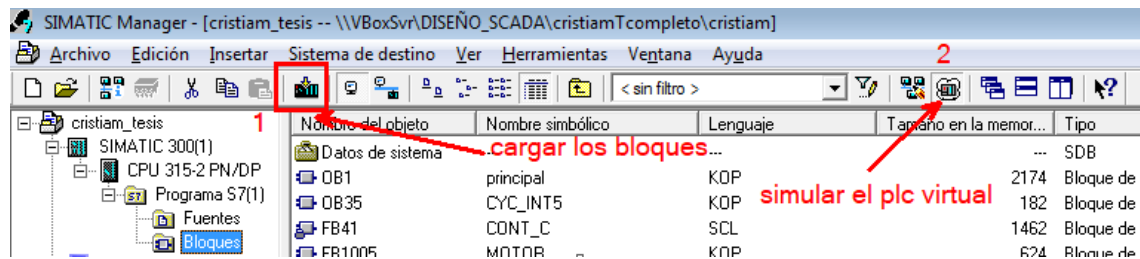 SIMATIC Manager - [cristiam_tesis -- \\VBoxSvr\DISEÑO_SCADA\cristiamTcompleto\cristiam]
Archivo Edición Insertar Sistema de destino Ver Herramientas Ventana Ayuda
2
< sin filtro >
cristiam_tesis
1
SIMATIC 300(1)
CPU 315-2 PN/DP
Programa S7(1)
Fuentes
Bloques
Nombre del objeto Nombre simbólico Lenguaje Tamaño en la memor... Tipo
Datos de sistema --- --- --- SDB
cargar los bloques
OB1 principal KOP 2174 Bloque de
simular el plc virtual
OB35 CYC_INT5 KOP 182 Bloque de
FB41 CONT_C SCL 1462 Bloque de
FB1005 MOTOR KOP 624 Bloque de